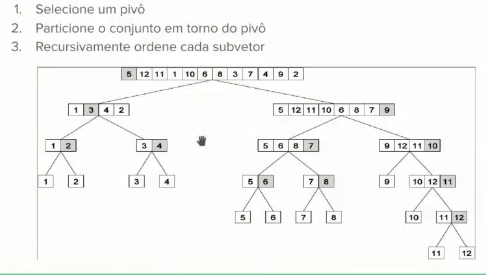 1. Selecione um pivô
2. Particione o conjunto em torno do pivô
3. Recursivamente ordene cada subvetor
5 12 11 1 10 6 8 3 7 4 9 2
1 3 4 2
5 12 11 10 6 8 7 9
1 2
3 4
5 6 8 7
9 12 11 10
1
2
3
4
5 6
7 8
9
10 12 11
5
6
7
8
10
11 12
11
12